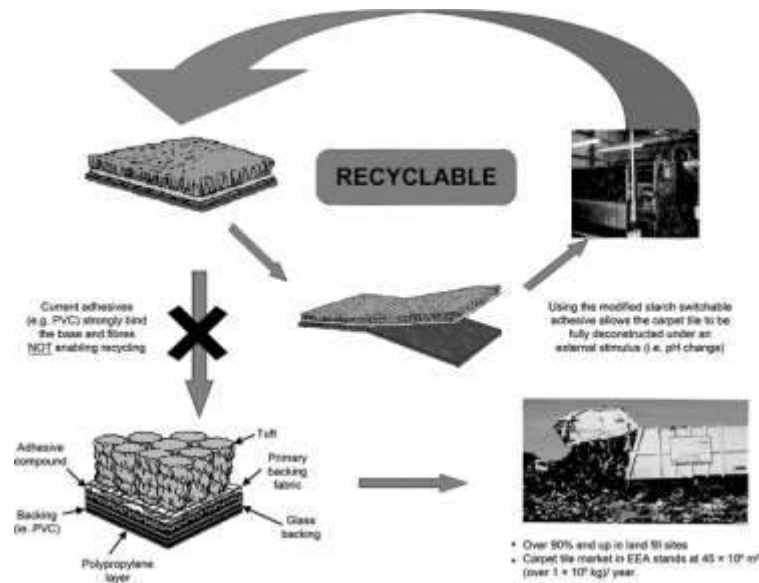 RECYCLABLE
Current adhesives
(e.g. PVC) strongly bind
the base and fibres
NOT enabling recycling
Using the modified starch switchable
adhesive allows the carpet tile to be
fully deconstructed under an
external stimulus (i.e. pH change)
Tuft
Adhesive
compound
Primary
backing
fabric
Backing
(ie. PVC)
Glass
backing
Polypropylene
layer
• Over 90% end up in land fill sites
• Carpet tile market in EEA stands at
(over / year.